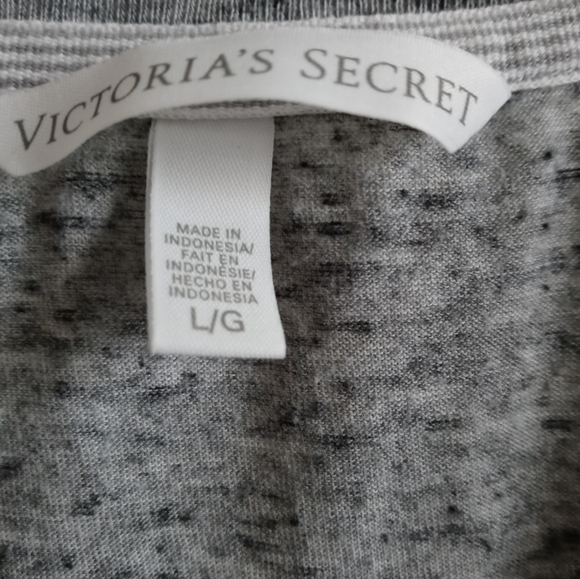 VICTORIA'S SECRET
MADE IN
INDONESIA/
FAIT EN
INDONÉSIE/
HECHO EN
INDONESIA
L/G